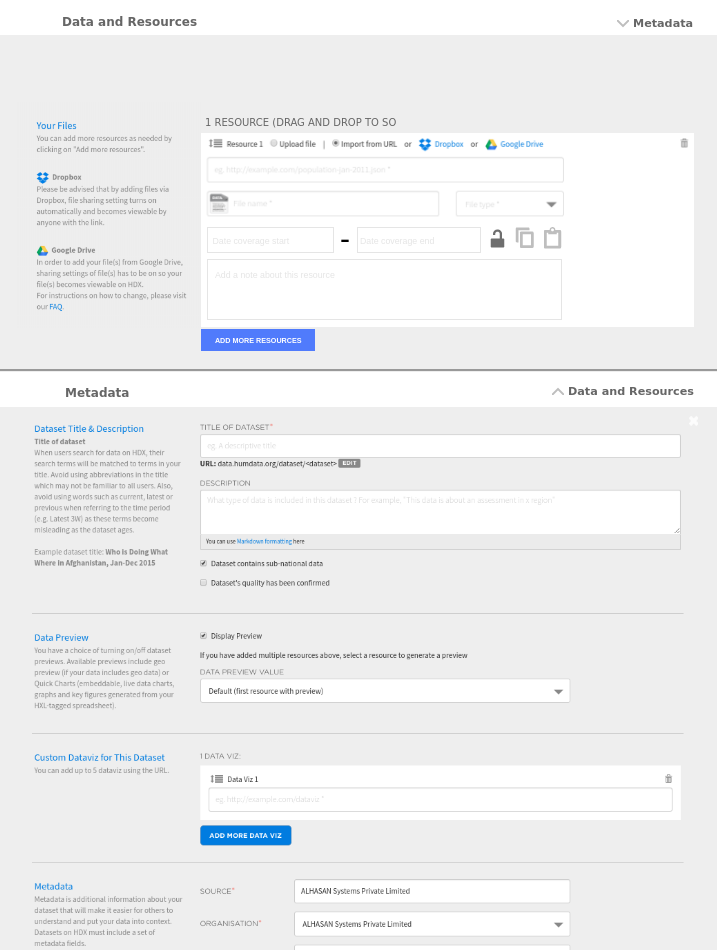 Data and Resources
Metadata
1 RESOURCE (DRAG AND DROP TO SO
Your Files
You can add more resources as needed by
clicking on "Add more resources".
Dropbox
Please be advised that by adding files via
Dropbox, file sharing setting turns on
automatically and becomes viewable by
anyone with the link.
Google Drive
In order to add your file(s) from Google Drive,
sharing settings of file(s) has to be on so your
file(s) becomes viewable on HDX.
For instructions on how to change, please visit
our FAQ.
Resource 1 Upload file | Import from URL or Dropbox or Google Drive
eg. http://example.com/population-jan-2011.json *
File name *
File type *
Date coverage start - Date coverage end
Add a note about this resource
ADD MORE RESOURCES
Metadata
Data and Resources
Dataset Title & Description
Title of dataset
When users search for data on HDX, their
search terms will be matched to terms in your
title. Avoid using abbreviations in the title
which may not be familiar to all users. Also,
avoid using words such as current, latest or
previous when referring to the time period
(e.g. Latest 3W) as these terms become
misleading as the dataset ages.
Example dataset title: Who Is Doing What
Where in Afghanistan, Jan-Dec 2015
TITLE OF DATASET*
eg. A descriptive title
URL: data.humdata.org/dataset/<dataset> EDIT
DESCRIPTION
What type of data is included in this dataset? For example, "This data is about an assessment in x region"
You can use Markdown formatting here
Dataset contains sub-national data
Dataset's quality has been confirmed
Data Preview
You have a choice of turning on/off dataset
previews. Available previews include geo
preview (if your data includes geo data) or
Quick Charts (embeddable, live data charts,
graphs and key figures generated from your
HXL-tagged spreadsheet).
Display Preview
If you have added multiple resources above, select a resource to generate a preview
DATA PREVIEW VALUE
Default (first resource with preview)
Custom Dataviz for This Dataset
You can add up to 5 dataviz using the URL.
1 DATA VIZ:
Data Viz 1
eg. http://example.com/dataviz *
ADD MORE DATA VIZ
Metadata
Metadata is additional information about your
dataset that will make it easier for others to
understand and put your data into context.
Datasets on HDX must include a set of
metadata fields.
SOURCE*
ALHASAN Systems Private Limited
ORGANISATION*
ALHASAN Systems Private Limited